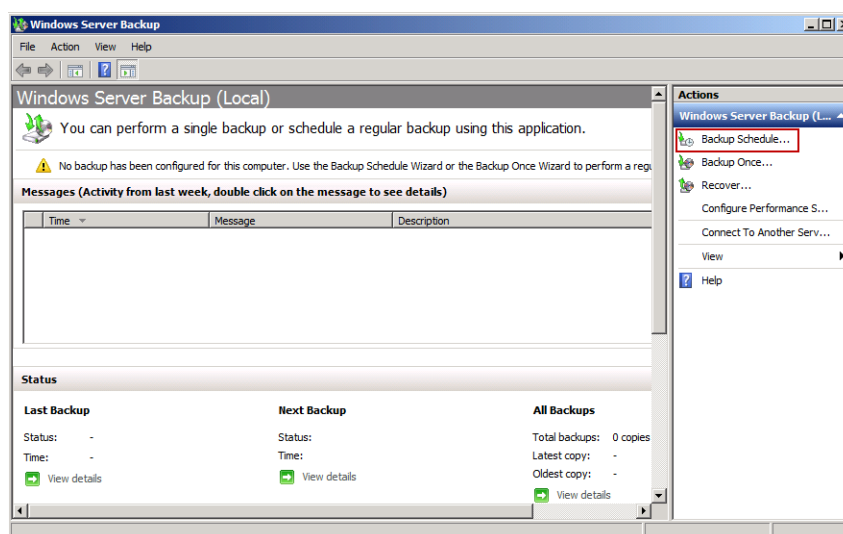 Windows Server Backup
File Action View Help
Windows Server Backup (Local)
You can perform a single backup or schedule a regular backup using this application.
No backup has been configured for this computer. Use the Backup Schedule Wizard or the Backup Once Wizard to perform a regu
Messages (Activity from last week, double click on the message to see details)
Time Message Description
Status
Last Backup Next Backup All Backups
Status: - Status: Total backups: 0 copies
Time: - Time: Latest copy: -
View details View details Oldest copy: -
View details
Actions
Windows Server Backup (L...
Backup Schedule...
Backup Once...
Recover...
Configure Performance S...
Connect To Another Serv...
View
Help